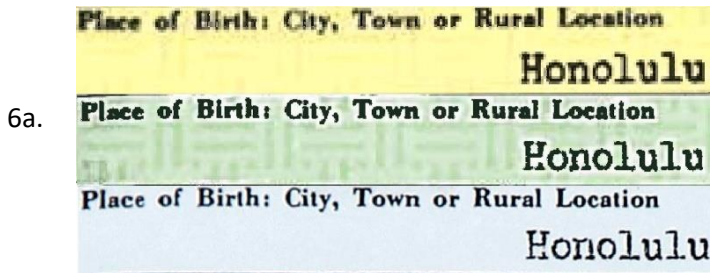 Place of Birth: City, Town or Rural Location
Honolulu
6a.
Place of Birth: City, Town or Rural Location
Honolulu
Place of Birth: City, Town or Rural Location
Honolulu